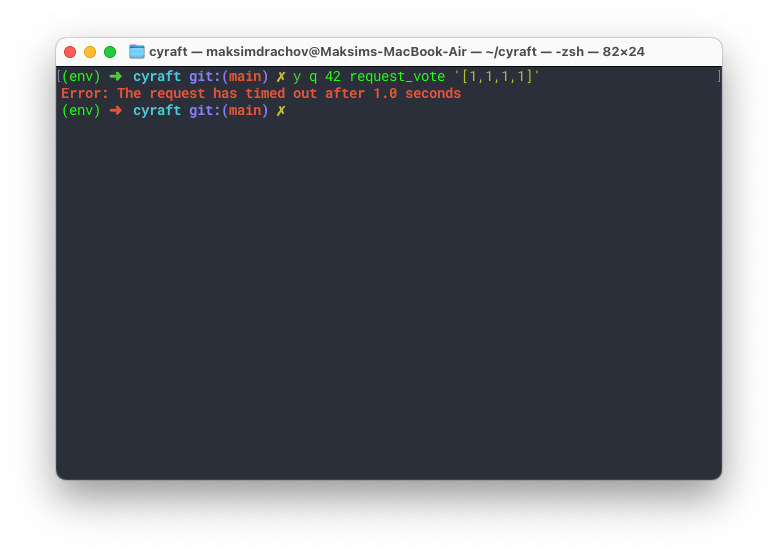 cyraft — maksimdrachov@Maksims-MacBook-Air — ~/cyraft — -zsh — 82×24
[(env) ➜ cyraft git:(main) ✗ y q 42 request_vote '[1,1,1,1]' ]
Error: The request has timed out after 1.0 seconds
(env) ➜ cyraft git:(main) ✗